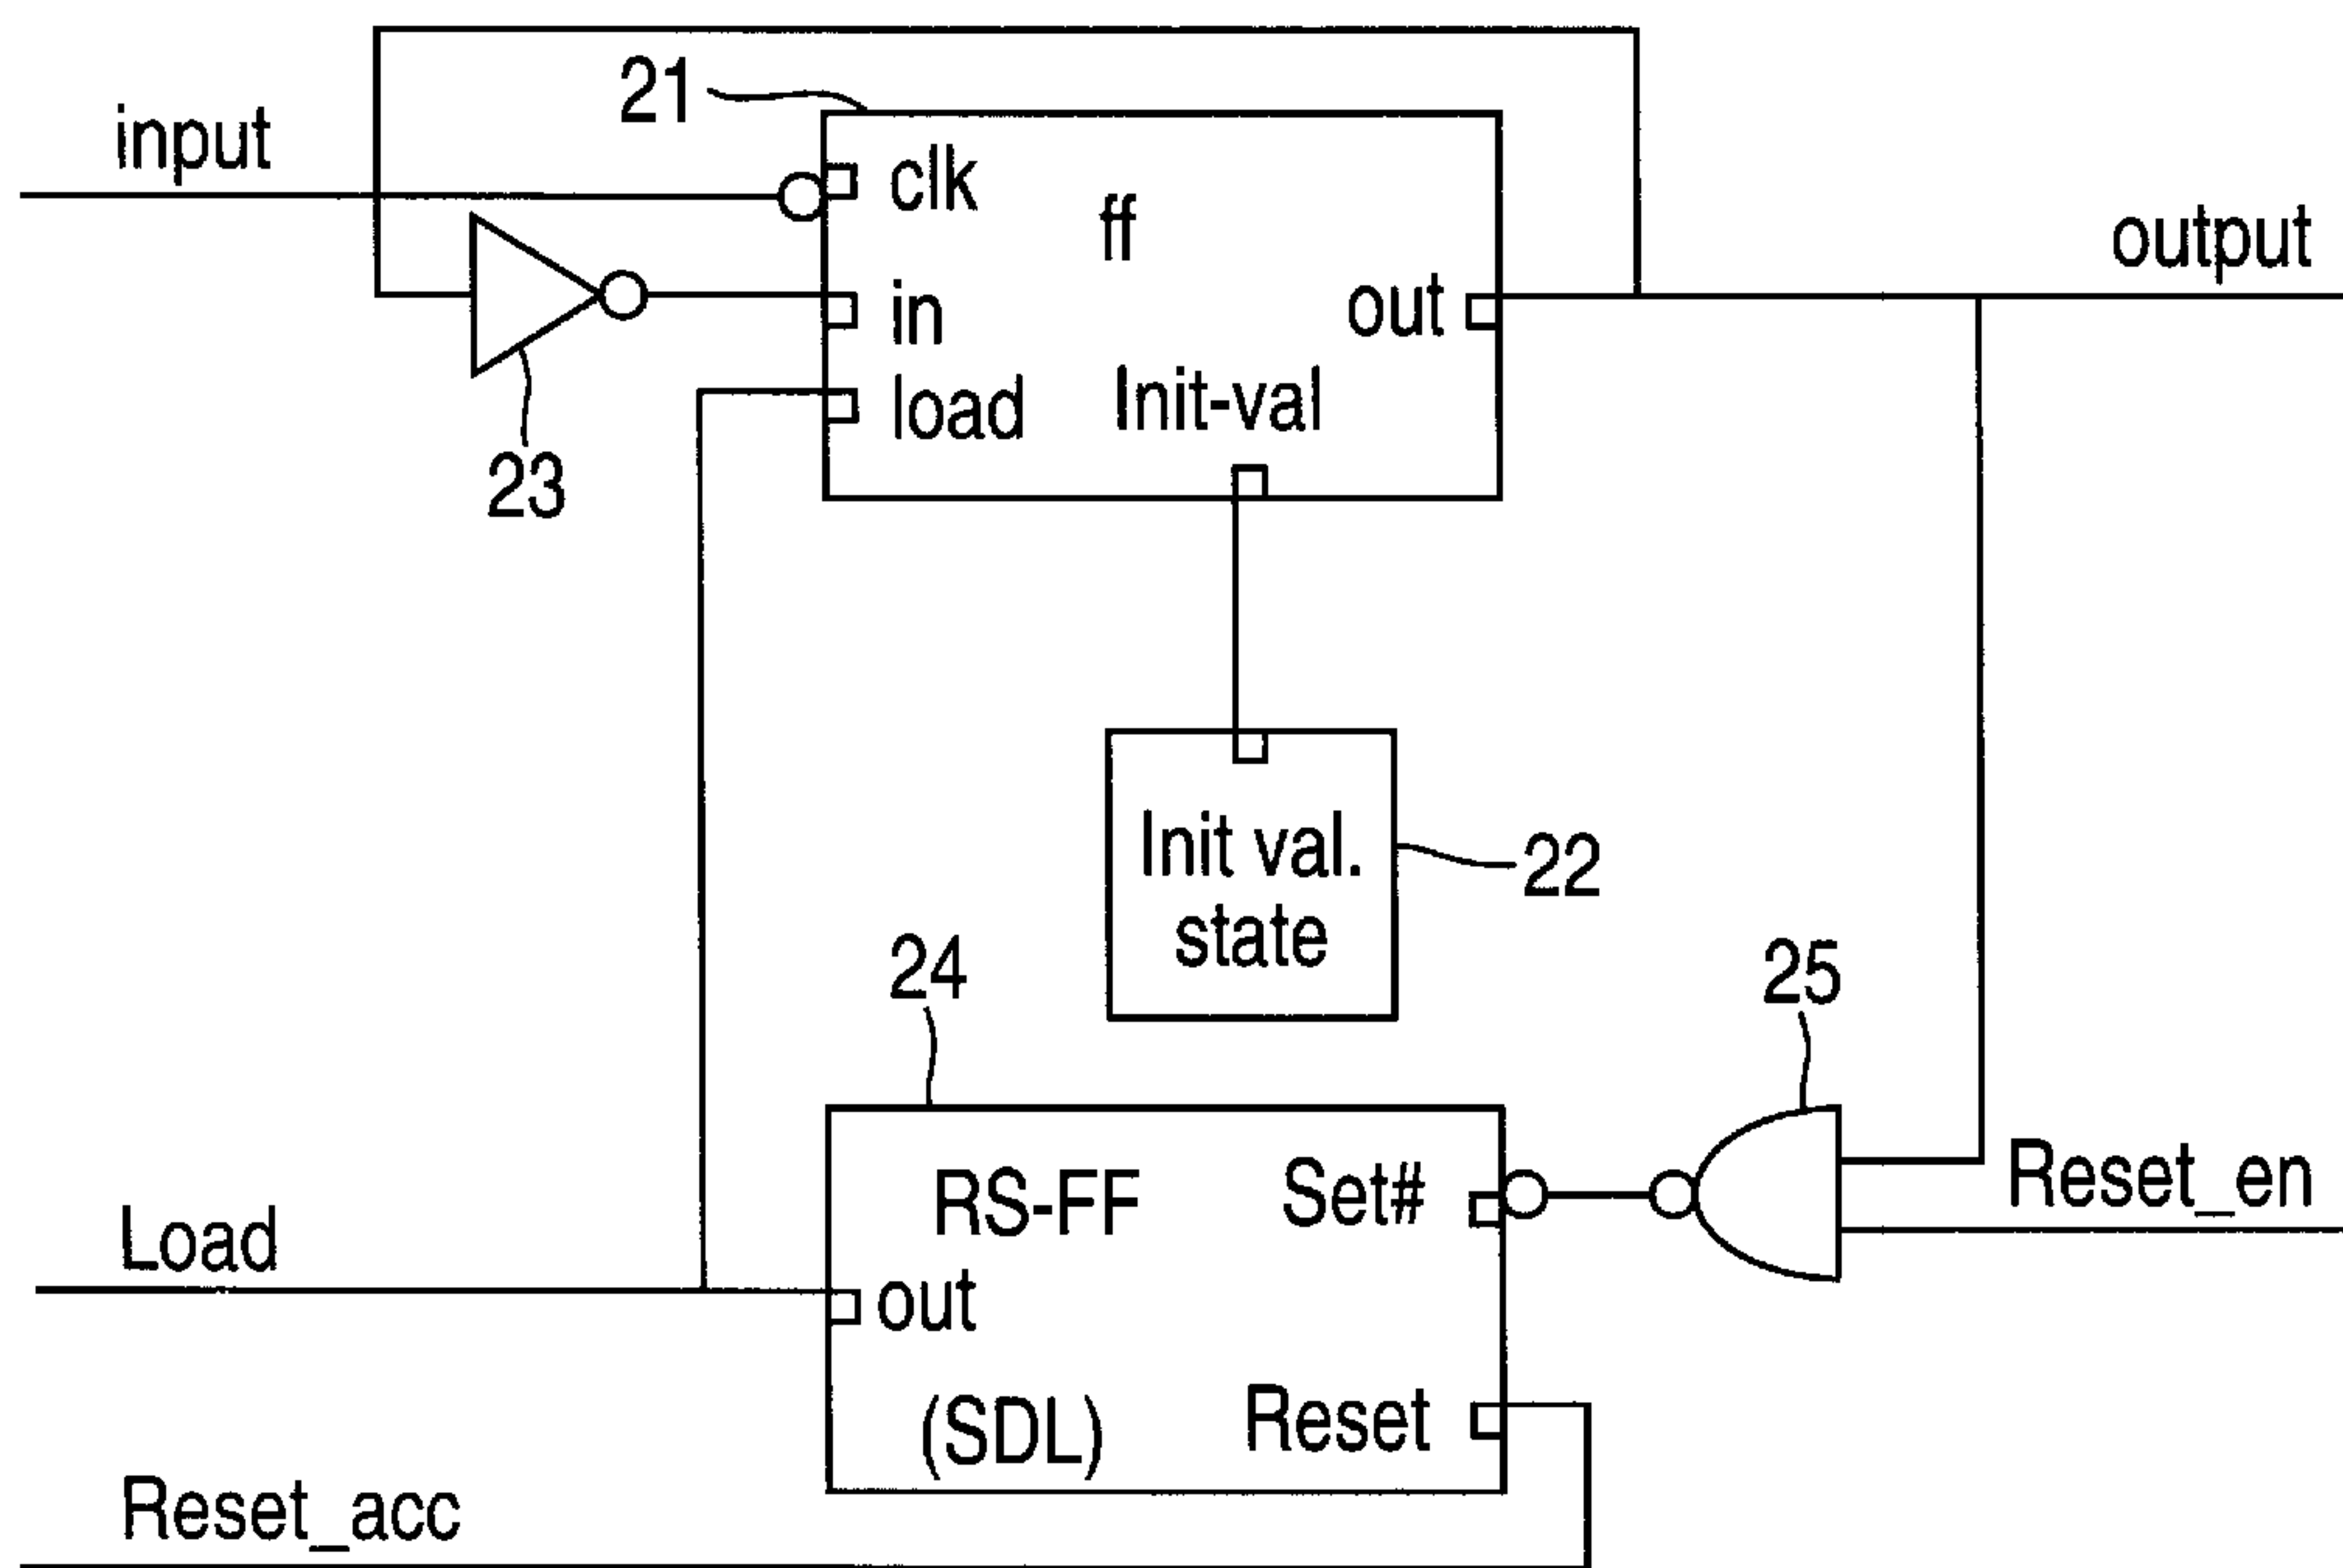 21
input
clk
ff
output
in
out
load
Init-val
23
Init val.
state
22
24
25
RS-FF
Set#
Reset_en
Load
out
(SDL)
Reset
Reset_acc